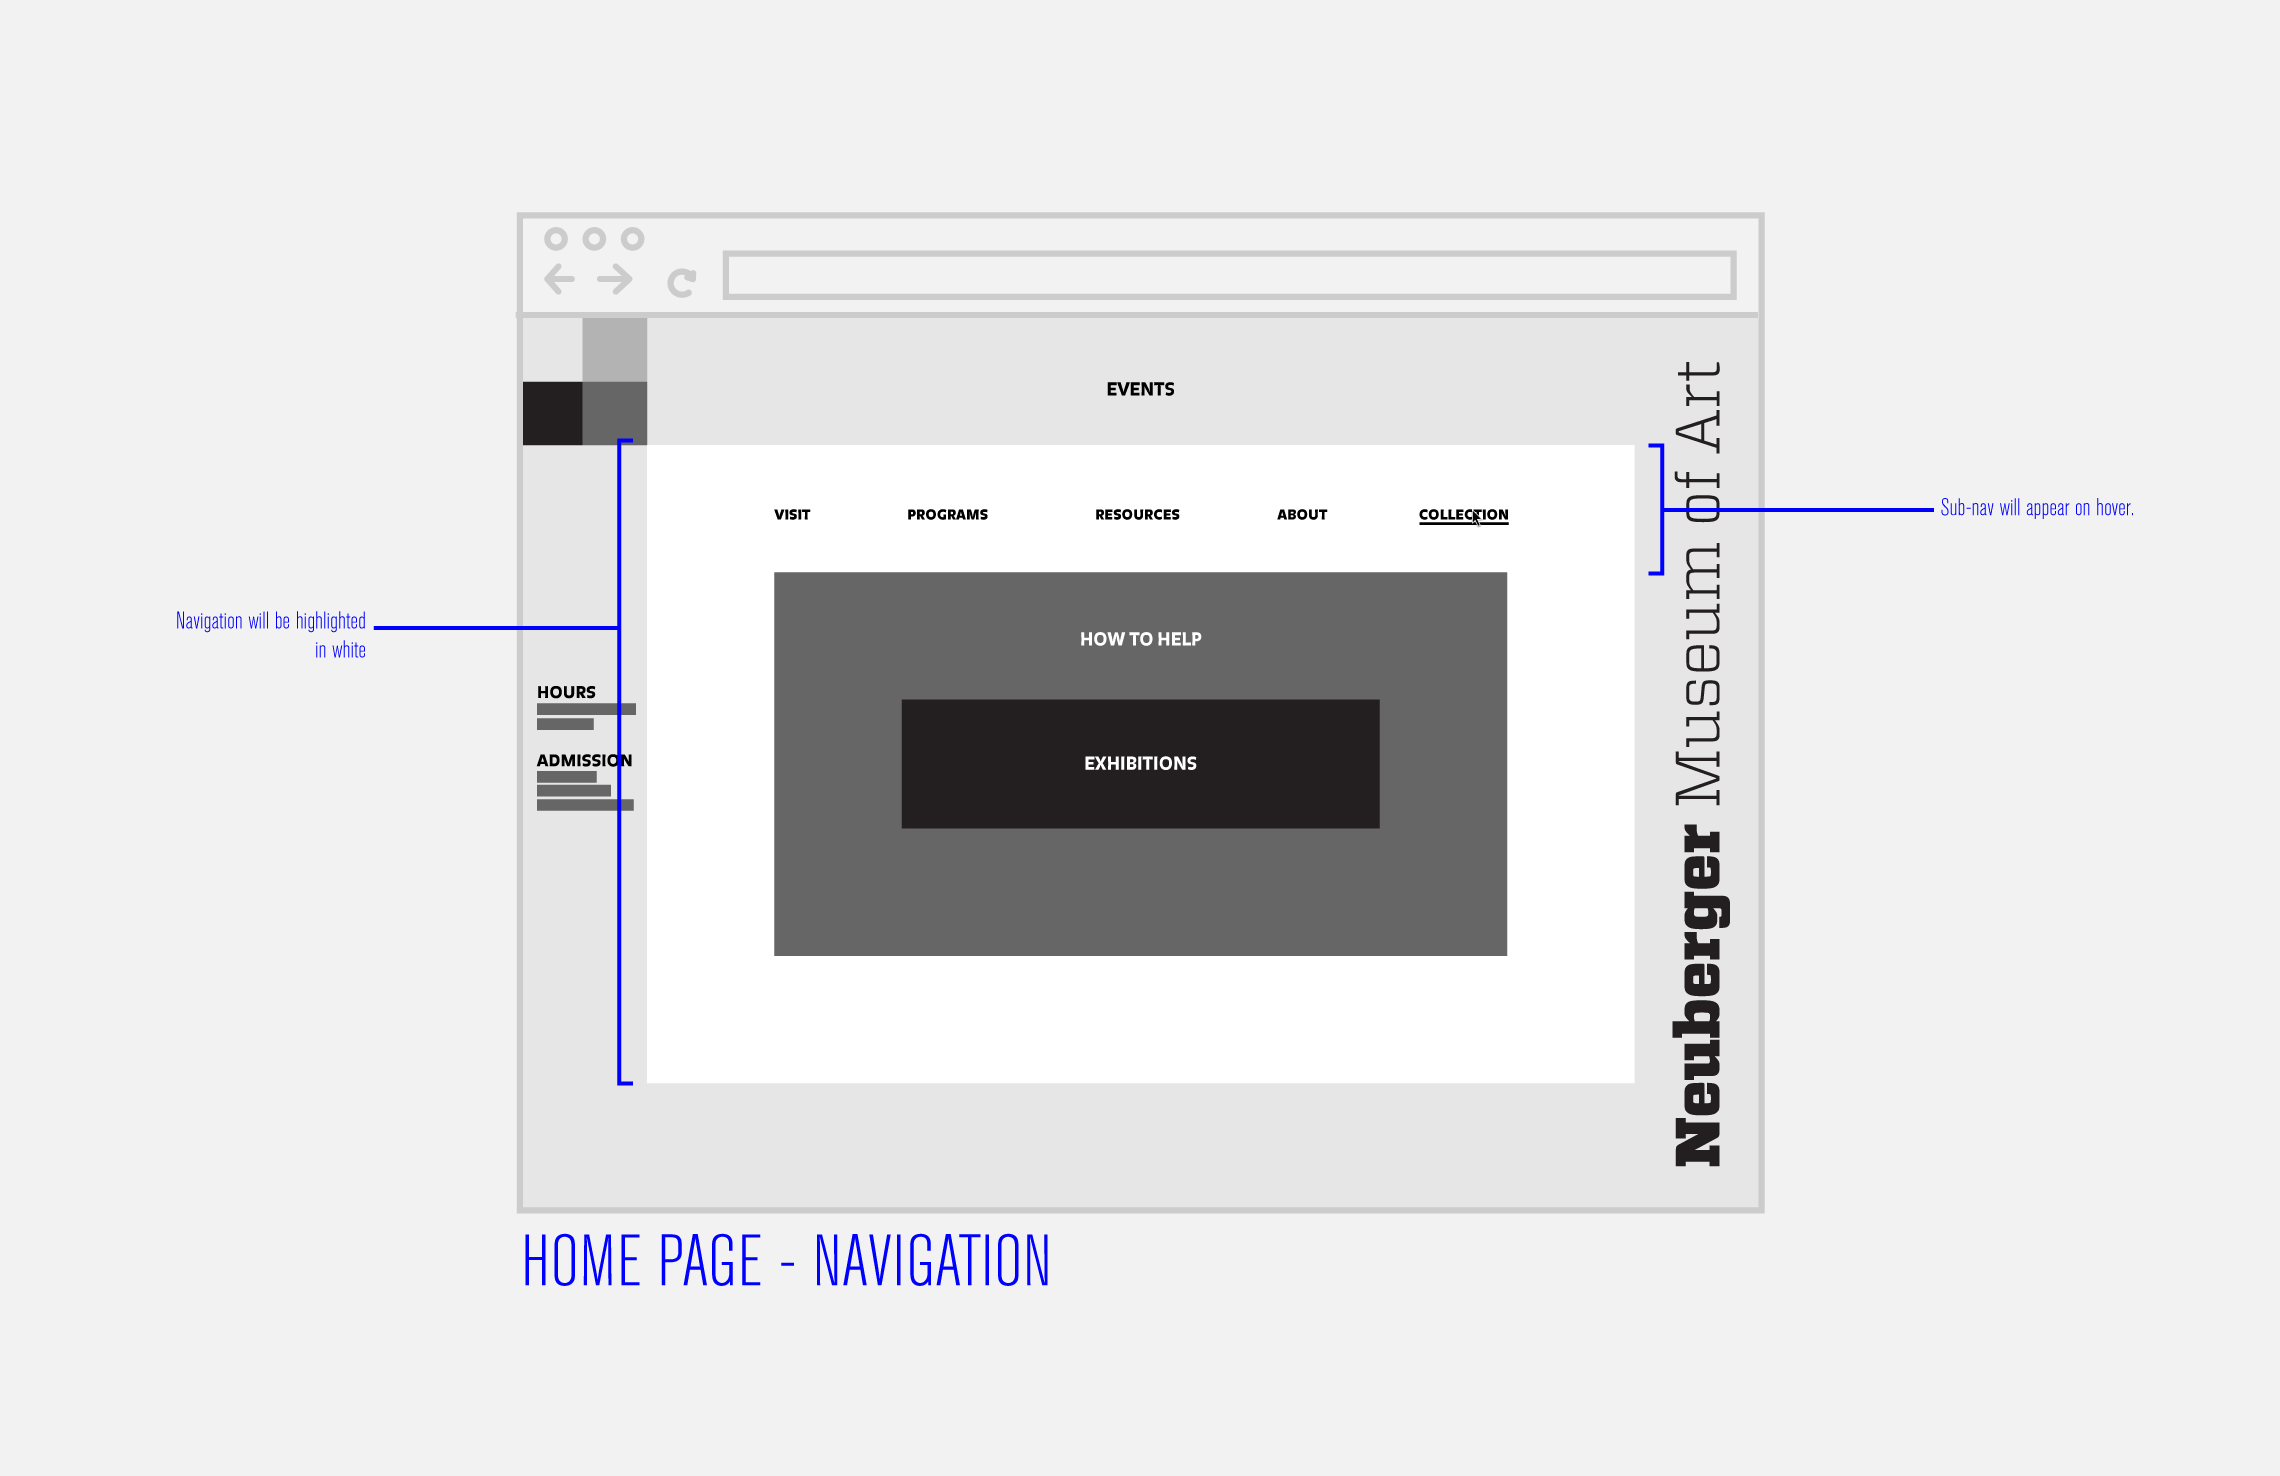 EVENTS
VISIT PROGRAMS RESOURCES ABOUT COLLECTION
Sub-nav will appear on hover.
Navigation will be highlighted
in white
HOW TO HELP
HOURS
ADMISSION
EXHIBITIONS
Neuberger Museum of Art
HOME PAGE - NAVIGATION